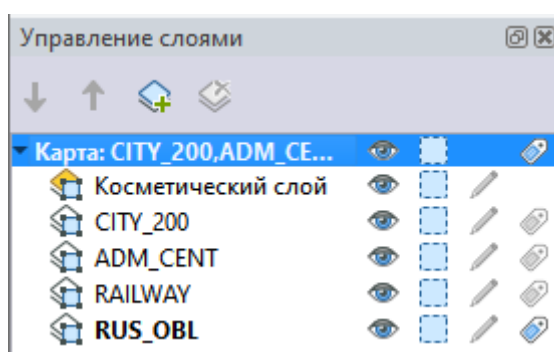 Управление слоями
Карта: CITY_200,ADM_CE...
Косметический слой
CITY_200
ADM_CENT
RAILWAY
RUS_OBL